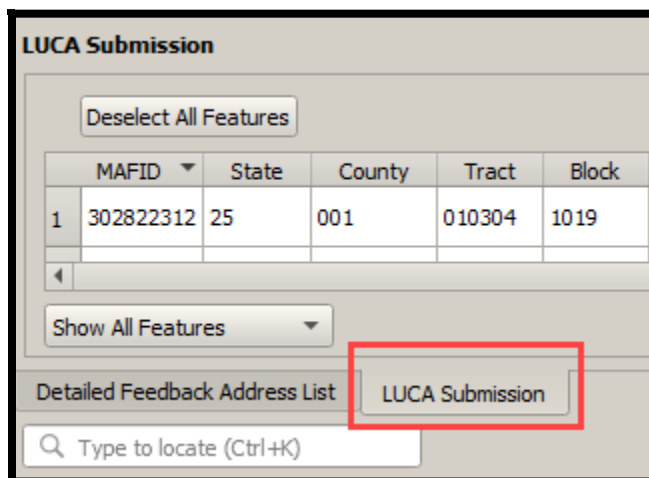 LUCA Submission
Deselect All Features
MAFID State County Tract Block
1 302822312 25 001 010304 1019
Show All Features
Detailed Feedback Address List LUCA Submission
Type to locate (Ctrl+K)